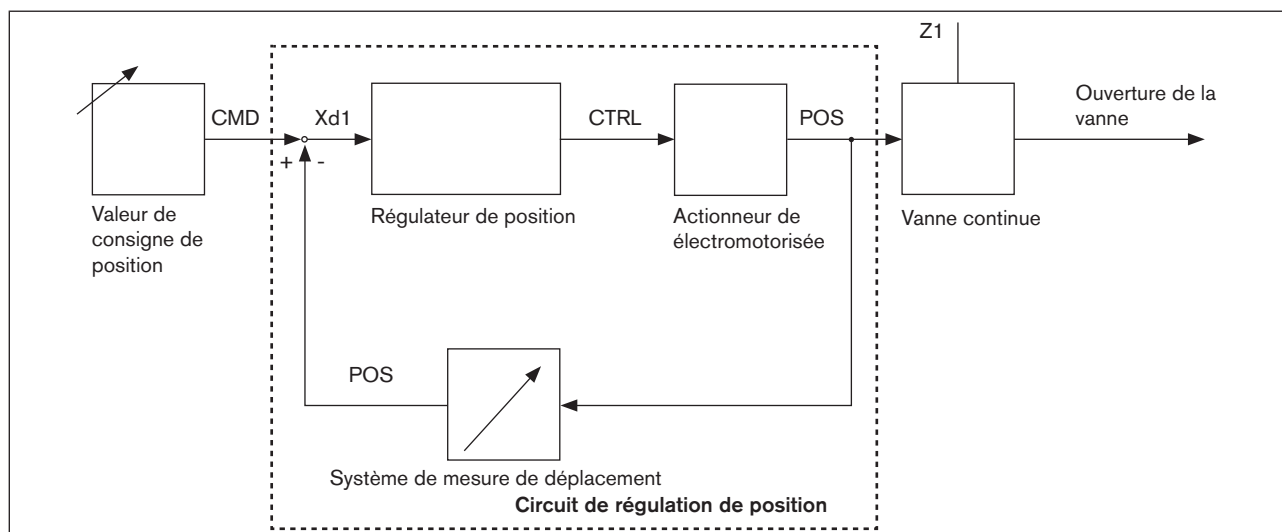 Z1
Ouverture de la
vanne
CMD
Xd1
CTRL
POS
+
-
Valeur de
consigne de
position
Régulateur de position
Actionneur de
électromotorisée
Vanne continue
POS
Système de mesure de déplacement
Circuit de régulation de position